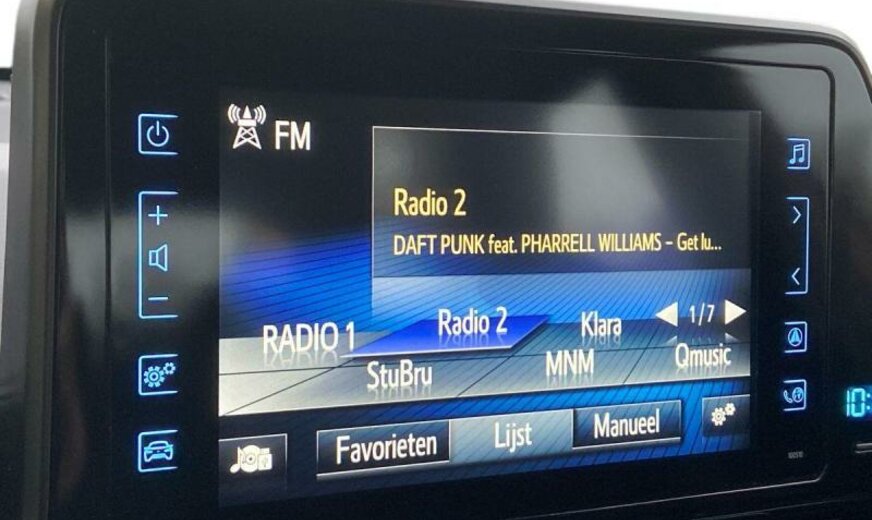 FM
Radio 2
DAFT PUNK feat. PHARRELL WILLIAMS – Get lu...
RADIO 1 Radio 2 Klara 1/7
StuBru MNM Qmusic
Favorieten Lijst Manueel
10: